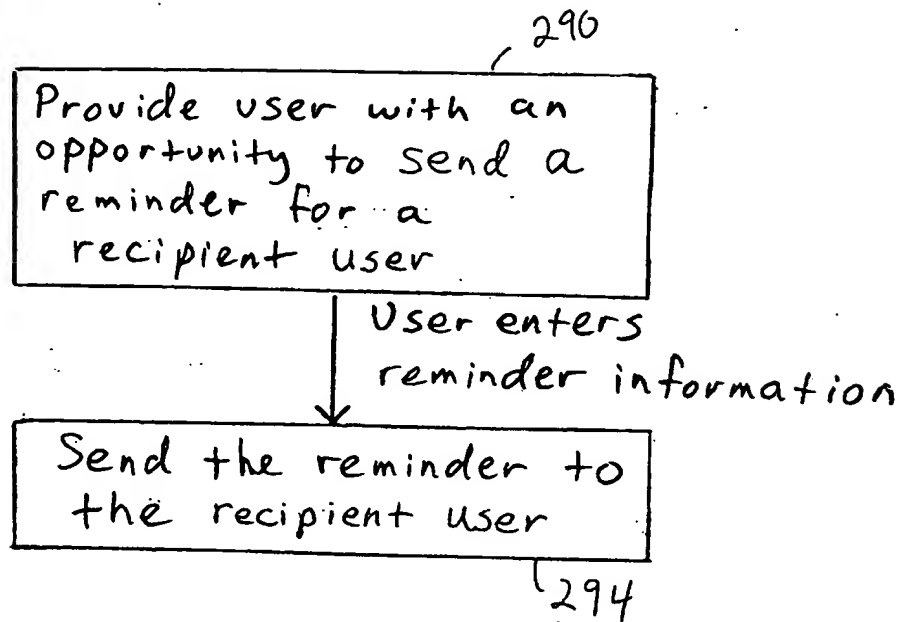 290
Provide user with an
opportunity to send a
reminder for a
recipient user
User enters
reminder information
Send the reminder to
the recipient user
294